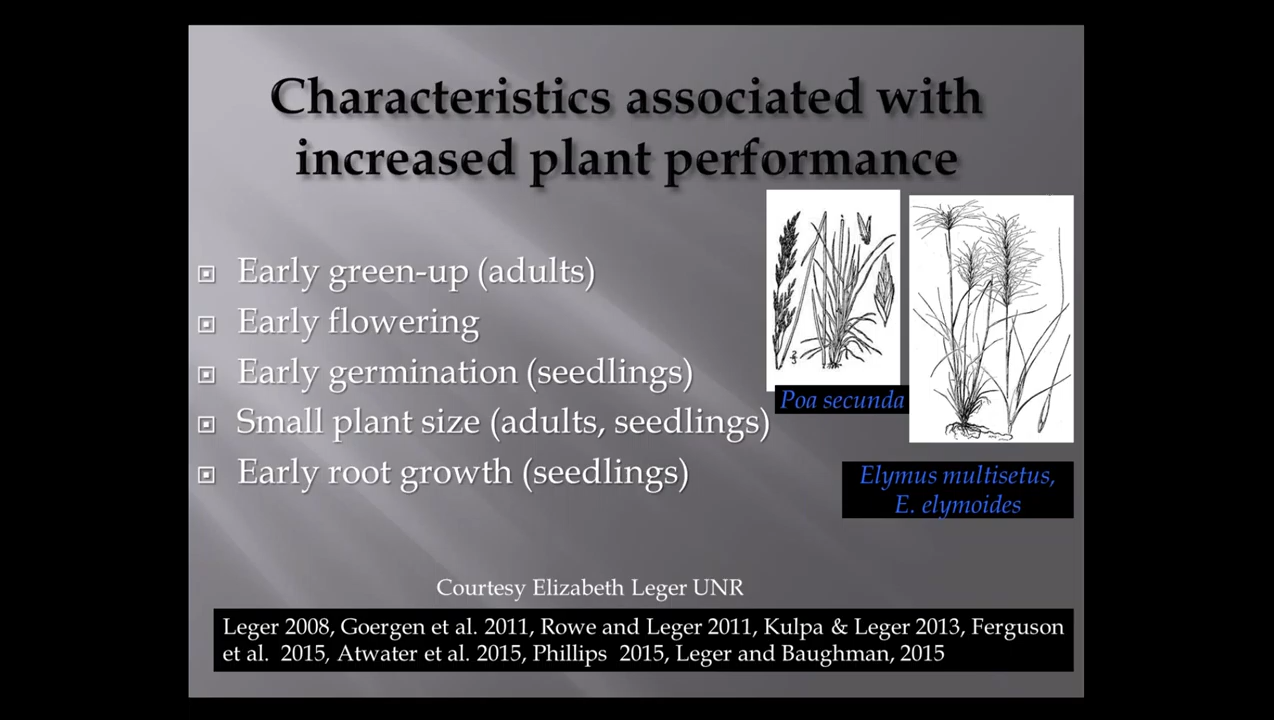 Characteristics associated with
increased plant performance
Early green-up (adults)
Early flowering
Early germination (seedlings)
Small plant size (adults, seedlings)
Early root growth (seedlings)
Poa secunda
Elymus multisetus,
E. elymoides
Courtesy Elizabeth Leger UNR
Leger 2008, Goergen et al. 2011, Rowe and Leger 2011, Kulpa & Leger 2013, Ferguson
et al. 2015, Atwater et al. 2015, Phillips 2015, Leger and Baughman, 2015